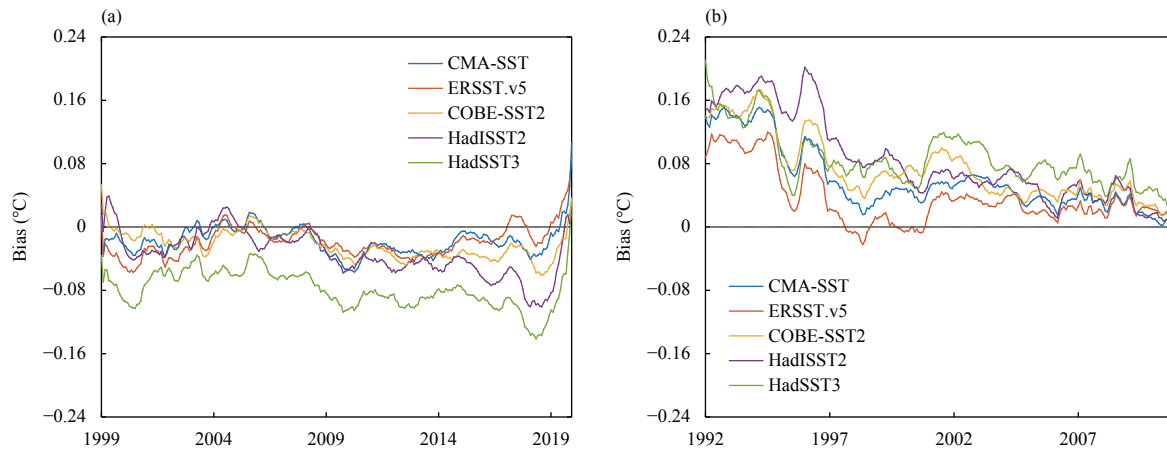 (a)
0.24
0.16
0.08
0
−0.08
−0.16
−0.24
Bias (°C)
CMA-SST
ERSST.v5
COBE-SST2
HadISST2
HadSST3
1999
2004
2009
2014
2019
(b)
0.24
0.16
0.08
0
−0.08
−0.16
−0.24
Bias (°C)
CMA-SST
ERSST.v5
COBE-SST2
HadISST2
HadSST3
1992
1997
2002
2007